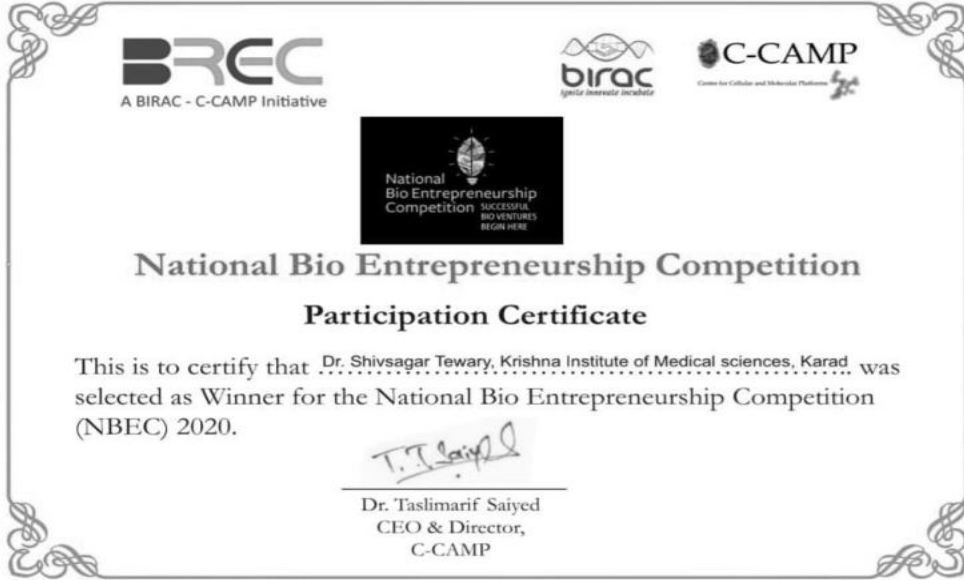 BREC
A BIRAC - C-CAMP Initiative
birac
ignite innovate incubate
C-CAMP
Centre for Cellular and Molecular Platforms
National
Bio Entrepreneurship
Competition SUCCESSFUL
BIO VENTURES
BEGIN HERE
National Bio Entrepreneurship Competition
Participation Certificate
This is to certify that Dr. Shivsagar Tewary, Krishna Institute of Medical sciences, Karad was
selected as Winner for the National Bio Entrepreneurship Competition
(NBEC) 2020.
T.T. Saiyed
Dr. Taslimarif Saiyed
CEO & Director,
C-CAMP